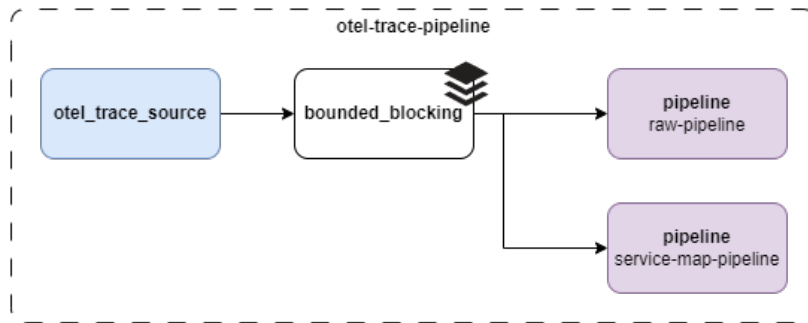 otel-trace-pipeline
otel_trace_source
bounded_blocking
pipeline
raw-pipeline
pipeline
service-map-pipeline